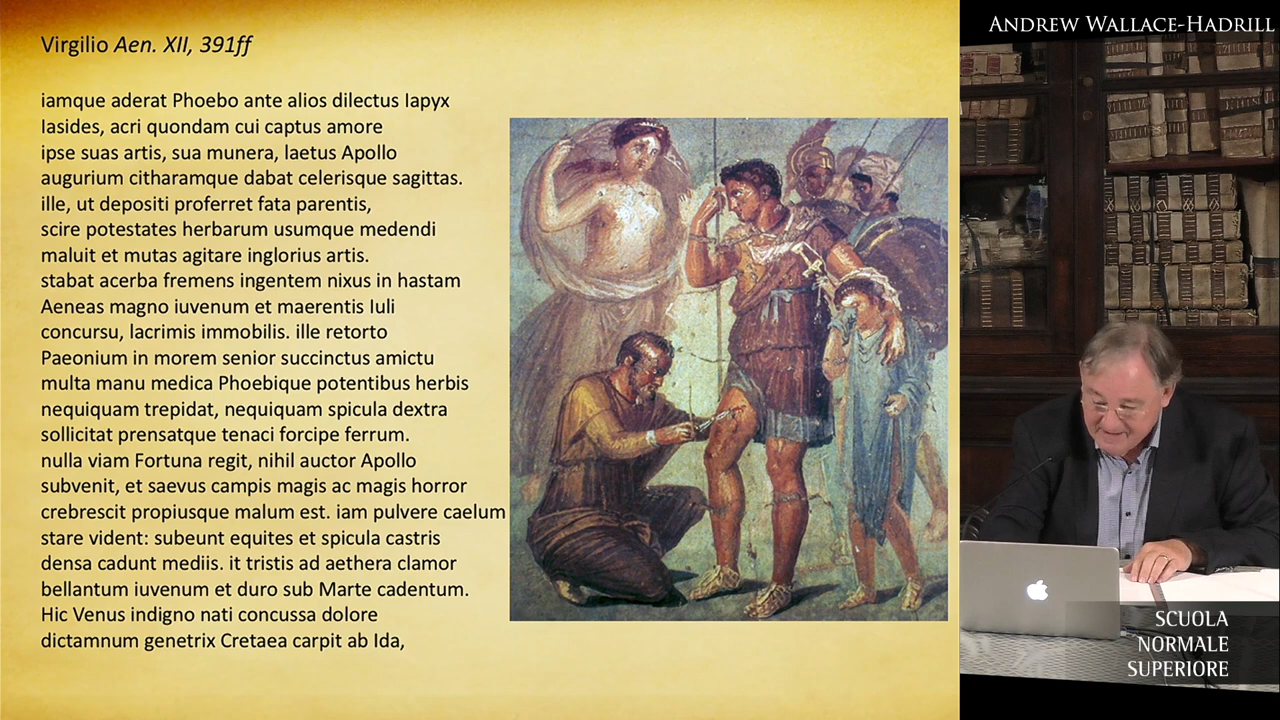 Virgilio Aen. XII, 391ff
iamque aderat Phoebo ante alios dilectus Iapyx
Iasides, acri quondam cui captus amore
ipse suas artis, sua munera, laetus Apollo
augurium citharamque dabat celerisque sagittas.
ille, ut depositi proferret fata parentis,
scire potestates herbarum usumque medendi
maluit et mutas agitare inglorius artis.
stabat acerba fremens ingentem nixus in hastam
Aeneas magno iuvenum et maerentis Iuli
concursu, lacrimis immobilis. ille retorto
Paeonium in morem senior succinctus amictu
multa manu medica Phoebique potentibus herbis
nequiquam trepidat, nequiquam spicula dextra
sollicitat prensatque tenaci forcipe ferrum.
nulla viam Fortuna regit, nihil auctor Apollo
subvenit, et saevus campis magis ac magis horror
crebrescit propiusque malum est. iam pulvere caelum
stare vident: subeunt equites et spicula castris
densa cadunt mediis. it tristis ad aethera clamor
bellantum iuvenum et duro sub Marte cadentum.
Hic Venus indigno nati concussa dolore
dictamnum genetrix Cretaea carpit ab Ida,
ANDREW WALLACE-HADRILL
SCUOLA
NORMALE
SUPERIORE